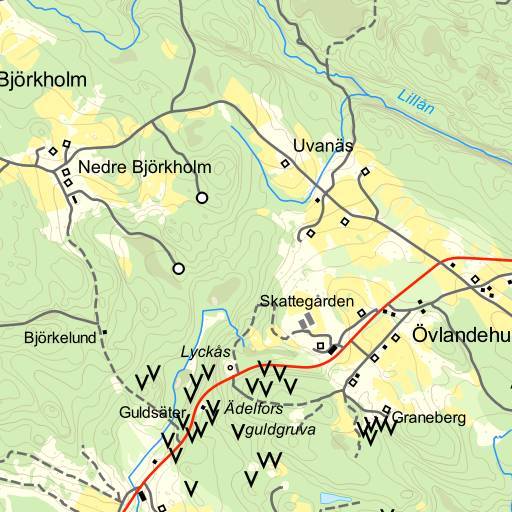 Björkholm
Lillån
Uvanäs
Nedre Björkholm
Skattegården
Björkelund
Övlandehu
Lyckås
Guldsäter
Ädelfors
guldgruva
Graneberg